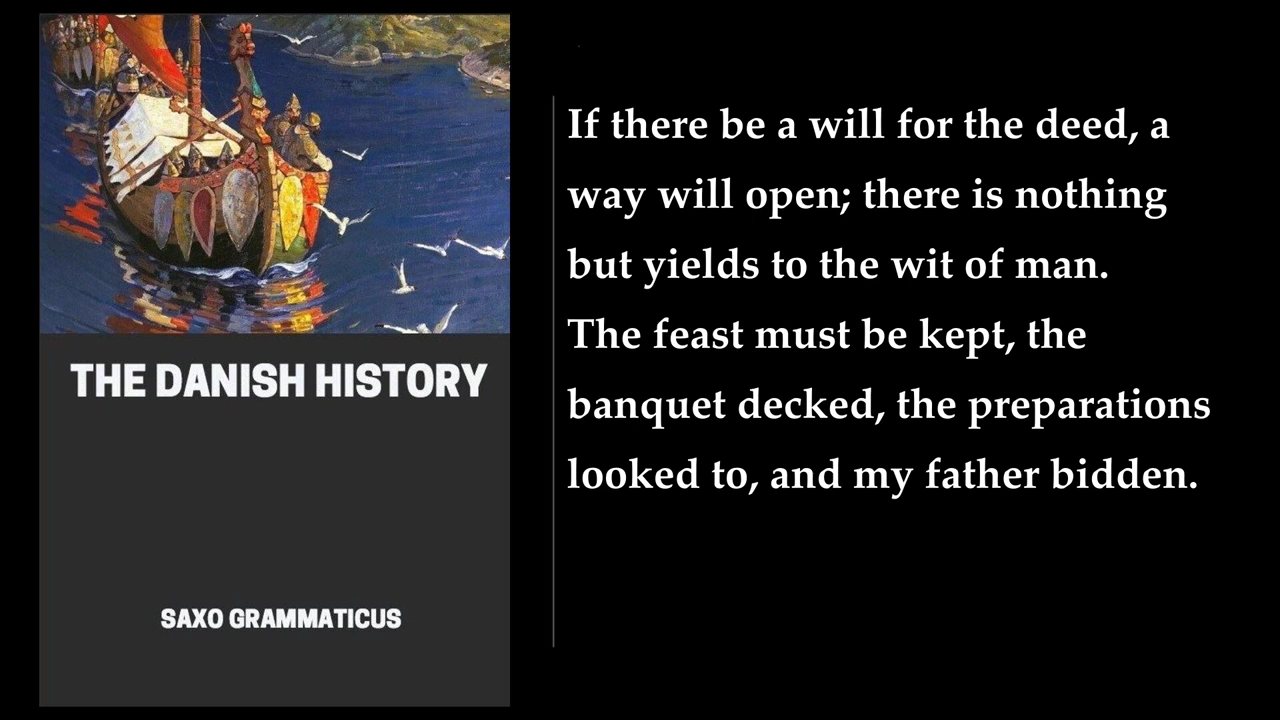 THE DANISH HISTORY
SAXO GRAMMATICUS
If there be a will for the deed, a
way will open; there is nothing
but yields to the wit of man.
The feast must be kept, the
banquet decked, the preparations
looked to, and my father bidden.